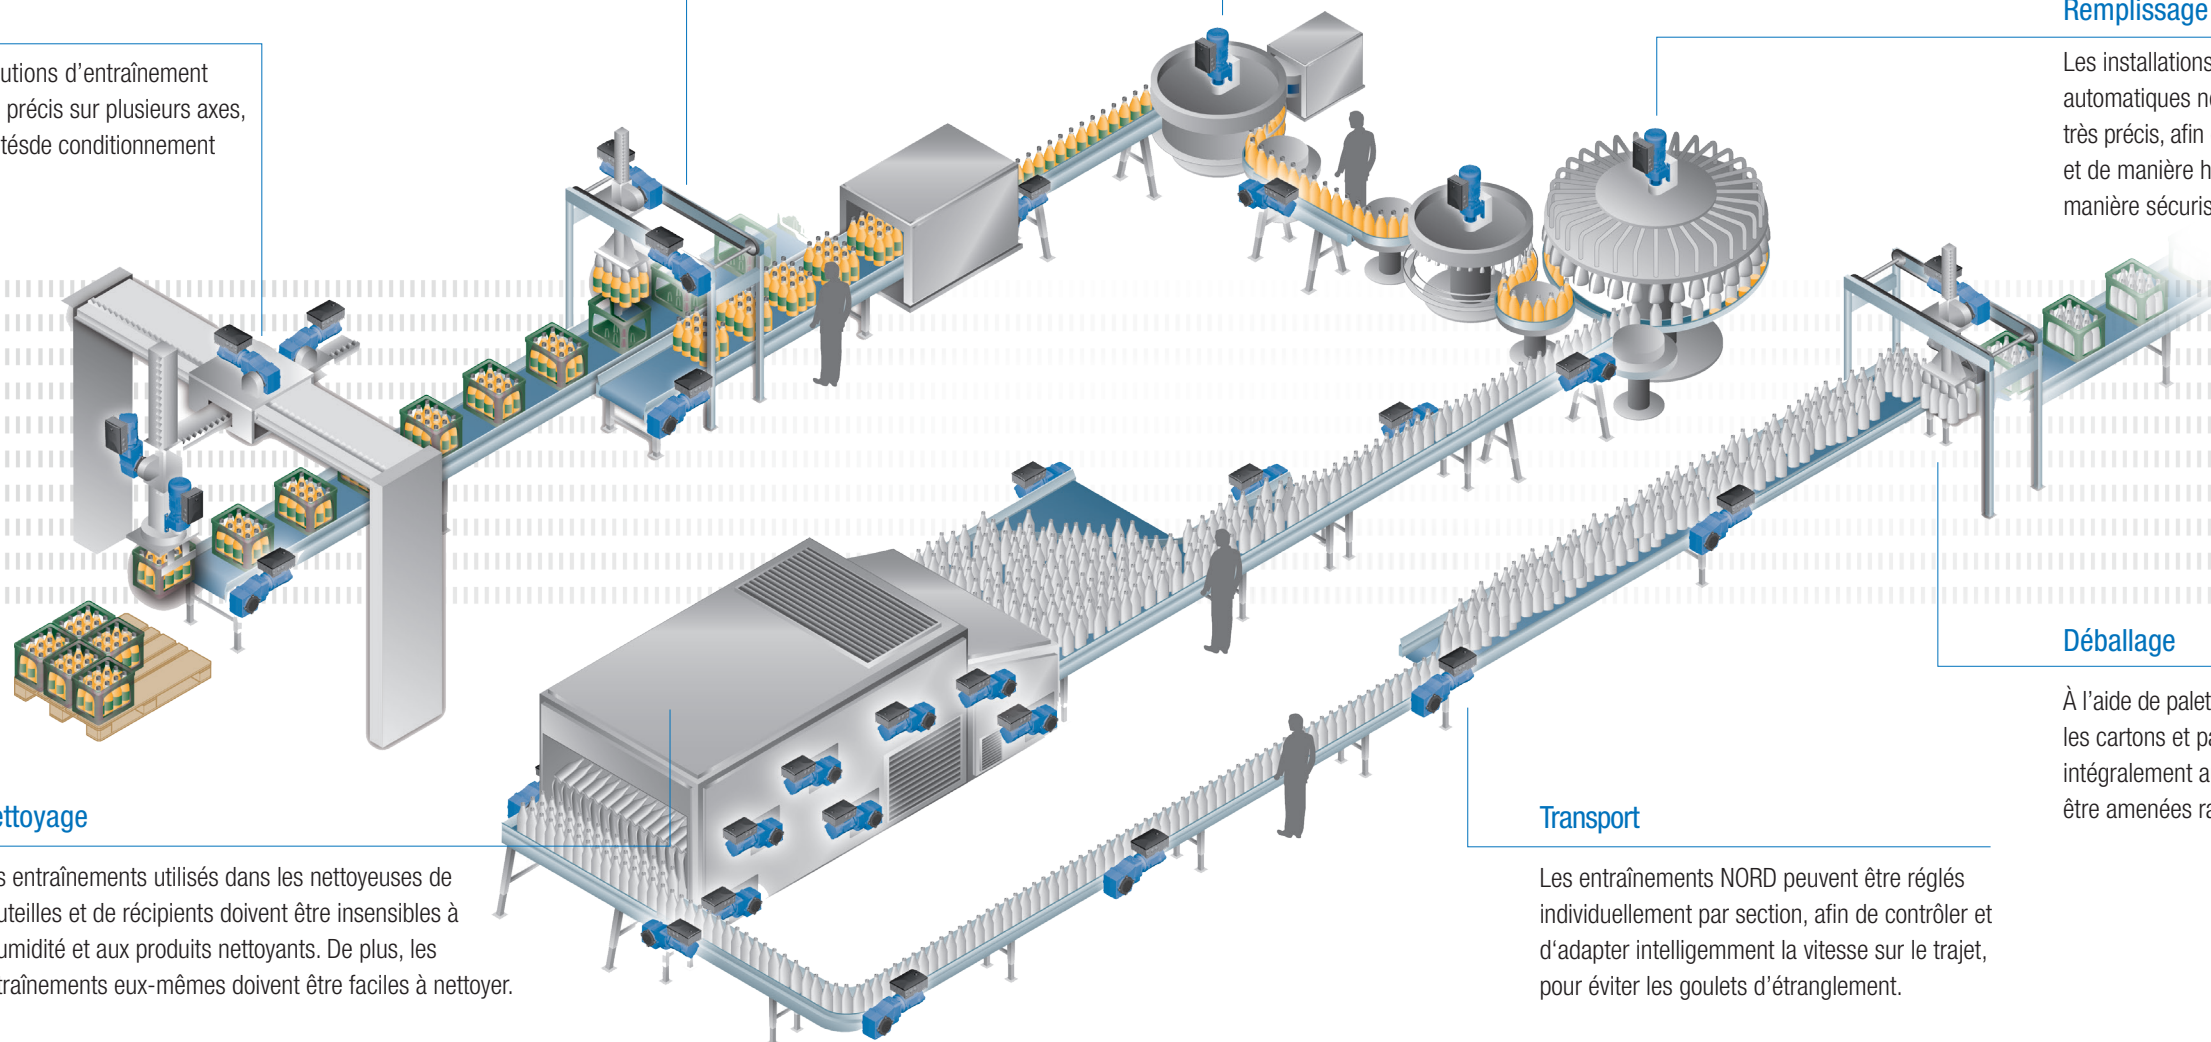 utions d’entraînement
précis sur plusieurs axes,
tésde conditionnement
Remplissage
Les installations
automatiques n
très précis, afin
et de manière h
manière sécuris
Déballage
À l’aide de palet
les cartons et pa
intégralement a
être amenées ra
ettoyage
s entraînements utilisés dans les nettoyeuses de
uteilles et de récipients doivent être insensibles à
umidité et aux produits nettoyants. De plus, les
traînements eux-mêmes doivent être faciles à nettoyer.
Transport
Les entraînements NORD peuvent être réglés
individuellement par section, afin de contrôler et
d‘adapter intelligemment la vitesse sur le trajet,
pour éviter les goulets d’étranglement.